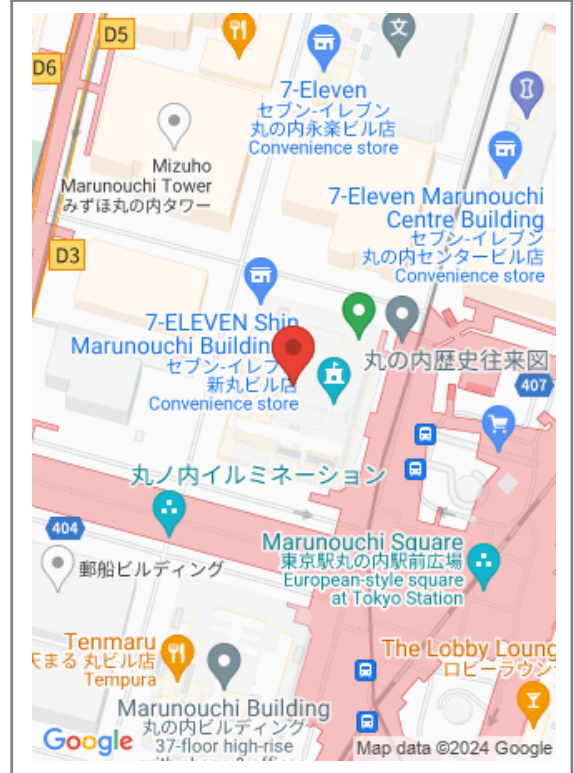 D5
D6
7-Eleven
セブン-イレブン
丸の内永楽ビル店
Convenience store
Mizuho
Marunouchi Tower
みずほ丸の内タワー
7-Eleven Marunouchi
Centre Building
セブン-イレブン
丸の内センタービル店
Convenience store
D3
7-ELEVEN Shin
Marunouchi Buildin
セブン-イレブ
新丸ビル店
Convenience store
丸の内歴史往来図
407
丸ノ内イルミネーション
404
Marunouchi Square
東京駅丸の内駅前広場
European-style square
at Tokyo Station
郵船ビルディング
Tenmaru
天まる 丸ビル店
Tempura
The Lobby Loung
ロビーラウン
Marunouchi Building
丸の内ビルディング
37-floor high-rise
Google
Map data ©2024 Google